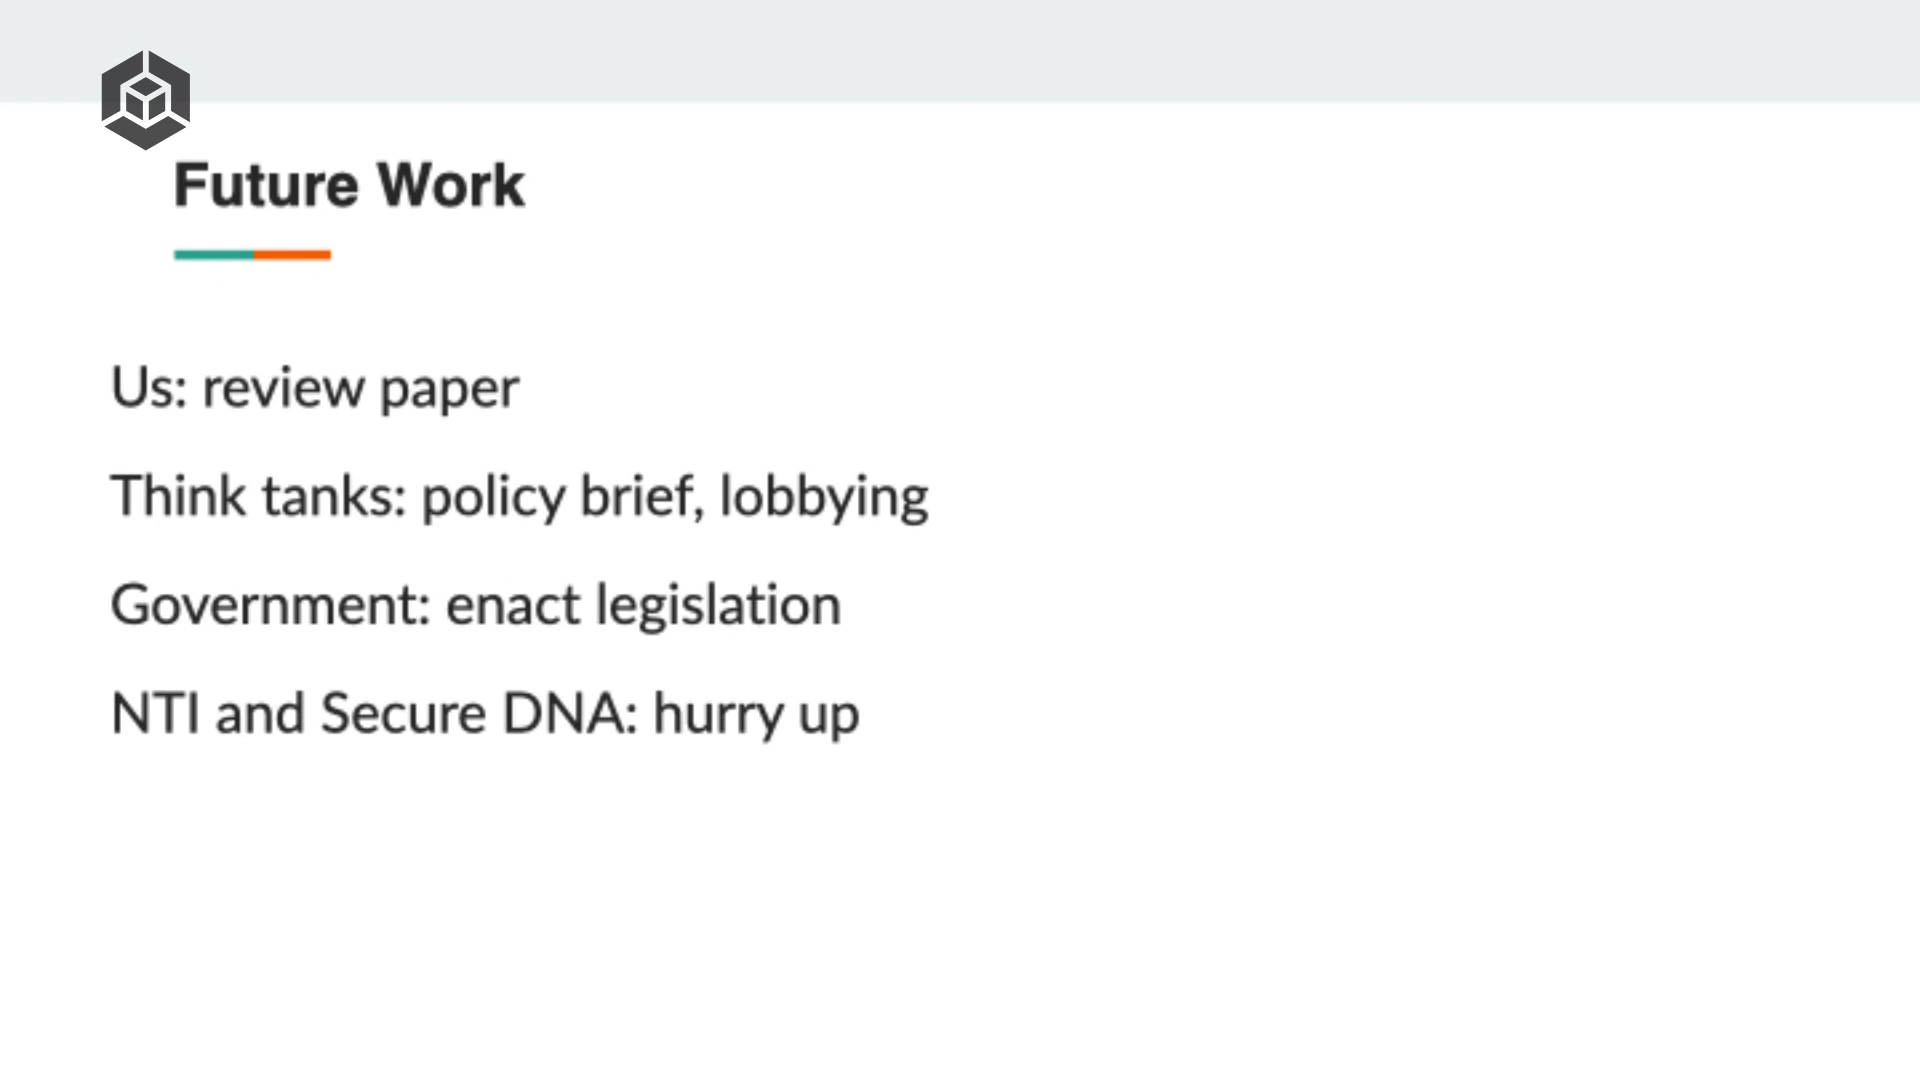 Future Work
Us: review paper
Think tanks: policy brief, lobbying
Government: enact legislation
NTI and Secure DNA: hurry up